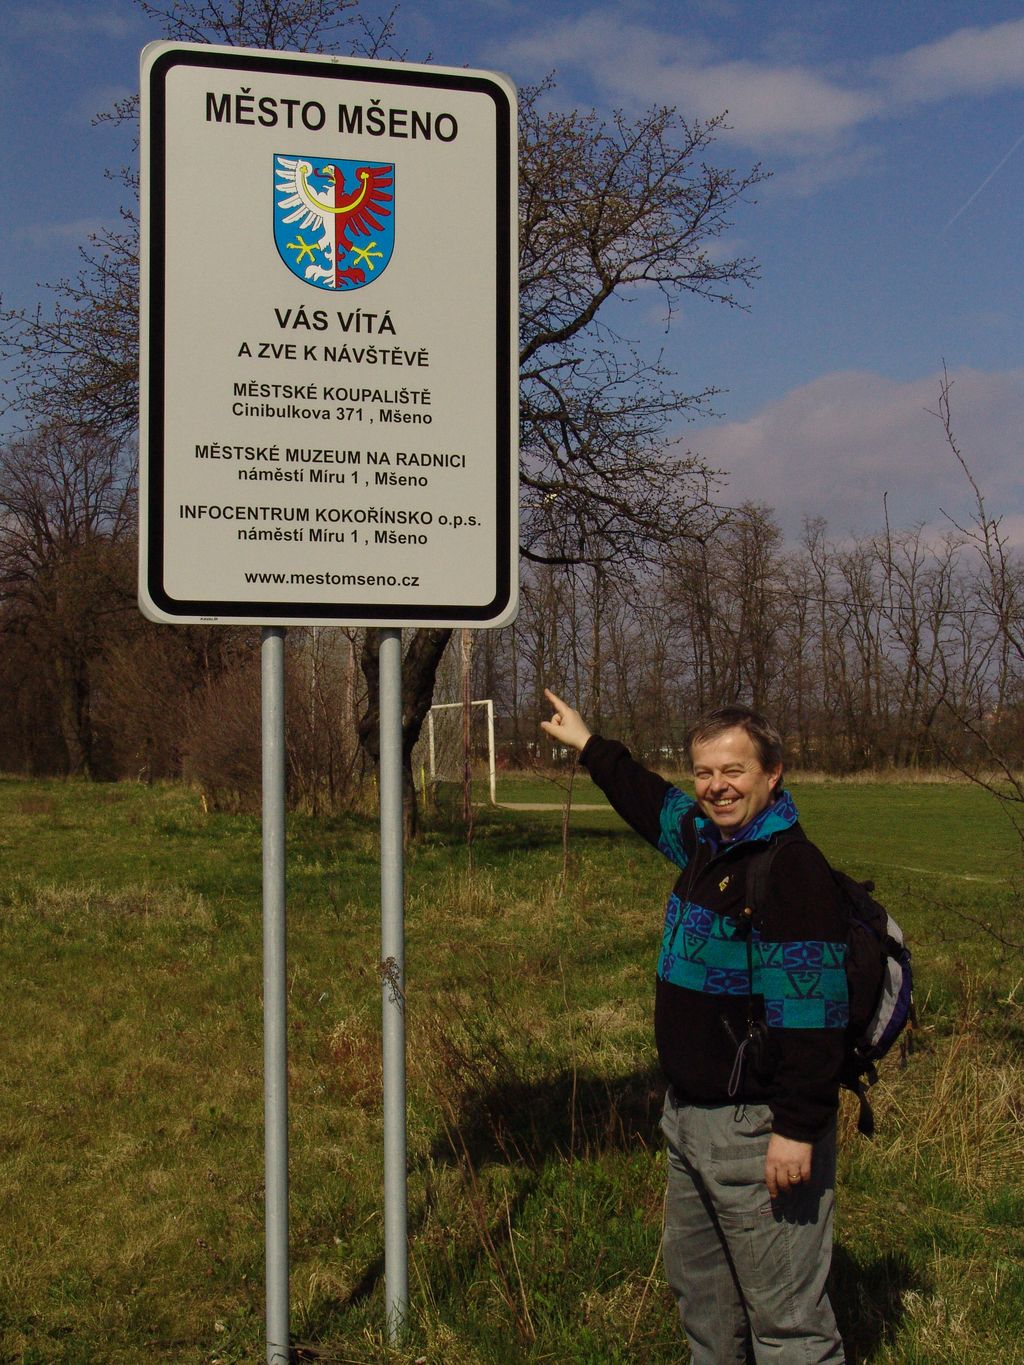 MĚSTO MŠENO
VÁS VÍTÁ
A ZVE K NÁVŠTĚVĚ
MĚSTSKÉ KOUPALIŠTĚ
Cinibulkova 371 , Mšeno
MĚSTSKÉ MUZEUM NA RADNICI
náměstí Míru 1 , Mšeno
INFOCENTRUM KOKOŘÍNSKO o.p.s.
náměstí Míru 1 , Mšeno
www.mestomseno.cz